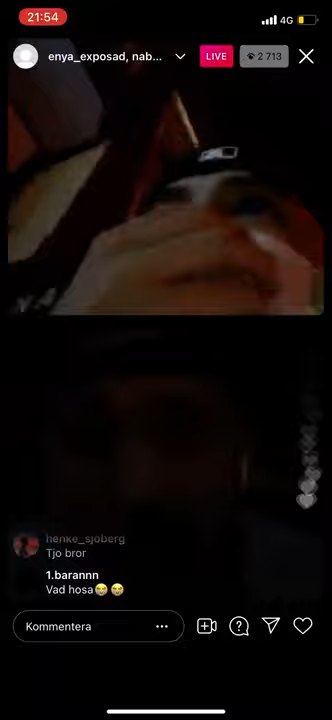 21:54
4G
enya_exposad, nab...
LIVE
2 713
henke_sjoberg
Tjo bror
1.barannn
Vad hosa😭😭
Kommentera